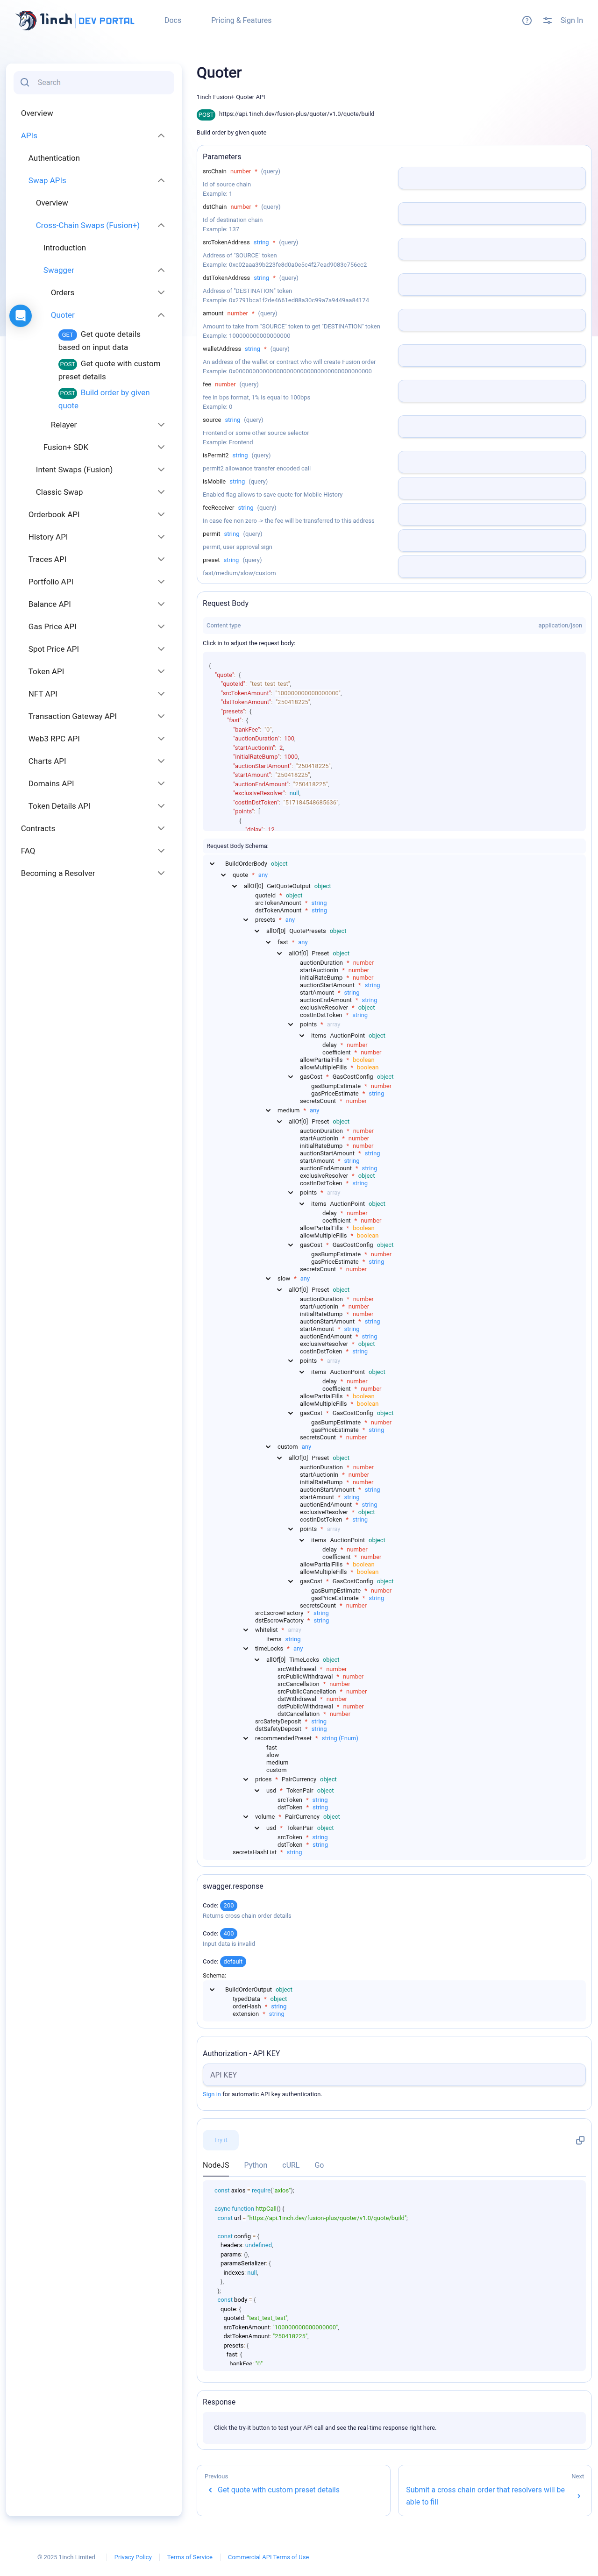 1inch DEV PORTAL
Docs
Pricing & Features
Sign In
Search
Overview
APIs
Authentication
Swap APIs
Overview
Cross-Chain Swaps (Fusion+)
Introduction
Swagger
Orders
Quoter
GET Get quote details
based on input data
POST Get quote with custom
preset details
POST Build order by given
quote
Relayer
Fusion+ SDK
Intent Swaps (Fusion)
Classic Swap
Orderbook API
History API
Traces API
Portfolio API
Balance API
Gas Price API
Spot Price API
Token API
NFT API
Transaction Gateway API
Web3 RPC API
Charts API
Domains API
Token Details API
Contracts
FAQ
Becoming a Resolver
Quoter
1inch Fusion+ Quoter API
POST https://api.1inch.dev/fusion-plus/quoter/v1.0/quote/build
Build order by given quote
Parameters
srcChain number * (query)
Id of source chain
Example: 1
dstChain number * (query)
Id of destination chain
Example: 137
srcTokenAddress string * (query)
Address of "SOURCE" token
dstTokenAddress string * (query)
Address of "DESTINATION" token
amount number * (query)
Amount to take from "SOURCE" token to get "DESTINATION" token
Example: 100000000000000000
walletAddress string * (query)
An address of the wallet or contract who will create Fusion order
Example: 0x0000000000000000000000000000000000000000
fee number (query)
fee in bps format, 1% is equal to 100bps
Example: 0
source string (query)
Frontend or some other source selector
Example: Frontend
isPermit2 string (query)
permit2 allowance transfer encoded call
isMobile string (query)
Enabled flag allows to save quote for Mobile History
feeReceiver string (query)
In case fee non zero -> the fee will be transferred to this address
permit string (query)
permit, user approval sign
preset string (query)
fast/medium/slow/custom
Request Body
Content type application/json
Click in to adjust the request body:
{
"quote": {
"quoteId": "test_test_test",
"srcTokenAmount": "100000000000000000",
"dstTokenAmount": "250418225",
"presets": {
"fast": {
"bankFee": "0",
"auctionDuration": 100,
"startAuctionIn": 2,
"initialRateBump": 1000,
"auctionStartAmount": "250418225",
"startAmount": "250418225",
"auctionEndAmount": "250418225",
"exclusiveResolver": null,
"costInDstToken": "517184548685636",
"points": [
{
"delay": 12
Request Body Schema:
BuildOrderBody object
quote * any
allOf[0] GetQuoteOutput object
quoteId * object
srcTokenAmount * string
dstTokenAmount * string
presets * any
allOf[0] QuotePresets object
fast * any
allOf[0] Preset object
auctionDuration * number
startAuctionIn * number
initialRateBump * number
auctionStartAmount * string
startAmount * string
auctionEndAmount * string
exclusiveResolver * object
costInDstToken * string
points * array
items AuctionPoint object
delay * number
coefficient * number
allowPartialFills * boolean
allowMultipleFills * boolean
gasCost * GasCostConfig object
gasBumpEstimate * number
gasPriceEstimate * string
secretsCount * number
medium * any
allOf[0] Preset object
auctionDuration * number
startAuctionIn * number
initialRateBump * number
auctionStartAmount * string
startAmount * string
auctionEndAmount * string
exclusiveResolver * object
costInDstToken * string
points * array
items AuctionPoint object
delay * number
coefficient * number
allowPartialFills * boolean
allowMultipleFills * boolean
gasCost * GasCostConfig object
gasBumpEstimate * number
gasPriceEstimate * string
secretsCount * number
slow * any
allOf[0] Preset object
auctionDuration * number
startAuctionIn * number
initialRateBump * number
auctionStartAmount * string
startAmount * string
auctionEndAmount * string
exclusiveResolver * object
costInDstToken * string
points * array
items AuctionPoint object
delay * number
coefficient * number
allowPartialFills * boolean
allowMultipleFills * boolean
gasCost * GasCostConfig object
gasBumpEstimate * number
gasPriceEstimate * string
secretsCount * number
custom any
allOf[0] Preset object
auctionDuration * number
startAuctionIn * number
initialRateBump * number
auctionStartAmount * string
startAmount * string
auctionEndAmount * string
exclusiveResolver * object
costInDstToken * string
points * array
items AuctionPoint object
delay * number
coefficient * number
allowPartialFills * boolean
allowMultipleFills * boolean
gasCost * GasCostConfig object
gasBumpEstimate * number
gasPriceEstimate * string
secretsCount * number
srcEscrowFactory * string
dstEscrowFactory * string
whitelist * array
items string
timeLocks * any
allOf[0] TimeLocks object
srcWithdrawal * number
srcPublicWithdrawal * number
srcCancellation * number
srcPublicCancellation * number
dstWithdrawal * number
dstPublicWithdrawal * number
dstCancellation * number
srcSafetyDeposit * string
dstSafetyDeposit * string
recommendedPreset * string (Enum)
fast
slow
medium
custom
prices * PairCurrency object
usd * TokenPair object
srcToken * string
dstToken * string
volume * PairCurrency object
usd * TokenPair object
srcToken * string
dstToken * string
secretsHashList * string
swagger.response
Code: 200
Returns cross chain order details
Code: 400
Input data is invalid
Code: default
Schema:
BuildOrderOutput object
typedData * object
orderHash * string
extension * string
Authorization - API KEY
API KEY
Sign in for automatic API key authentication.
Try it
NodeJS Python cURL Go
const axios = require("axios");
async function httpCall() {
const url = "https://api.1inch.dev/fusion-plus/quoter/v1.0/quote/build";
const config = {
headers: undefined,
params: {},
paramsSerializer: {
indexes: null,
},
};
const body = {
quote: {
quoteId: "test_test_test",
srcTokenAmount: "100000000000000000",
dstTokenAmount: "250418225",
presets: {
fast: {
bankFee: "0"
Response
Click the try-it button to test your API call and see the real-time response right here.
Previous
Get quote with custom preset details
Next
Submit a cross chain order that resolvers will be
able to fill
© 2025 1inch Limited
Privacy Policy
Terms of Service
Commercial API Terms of Use